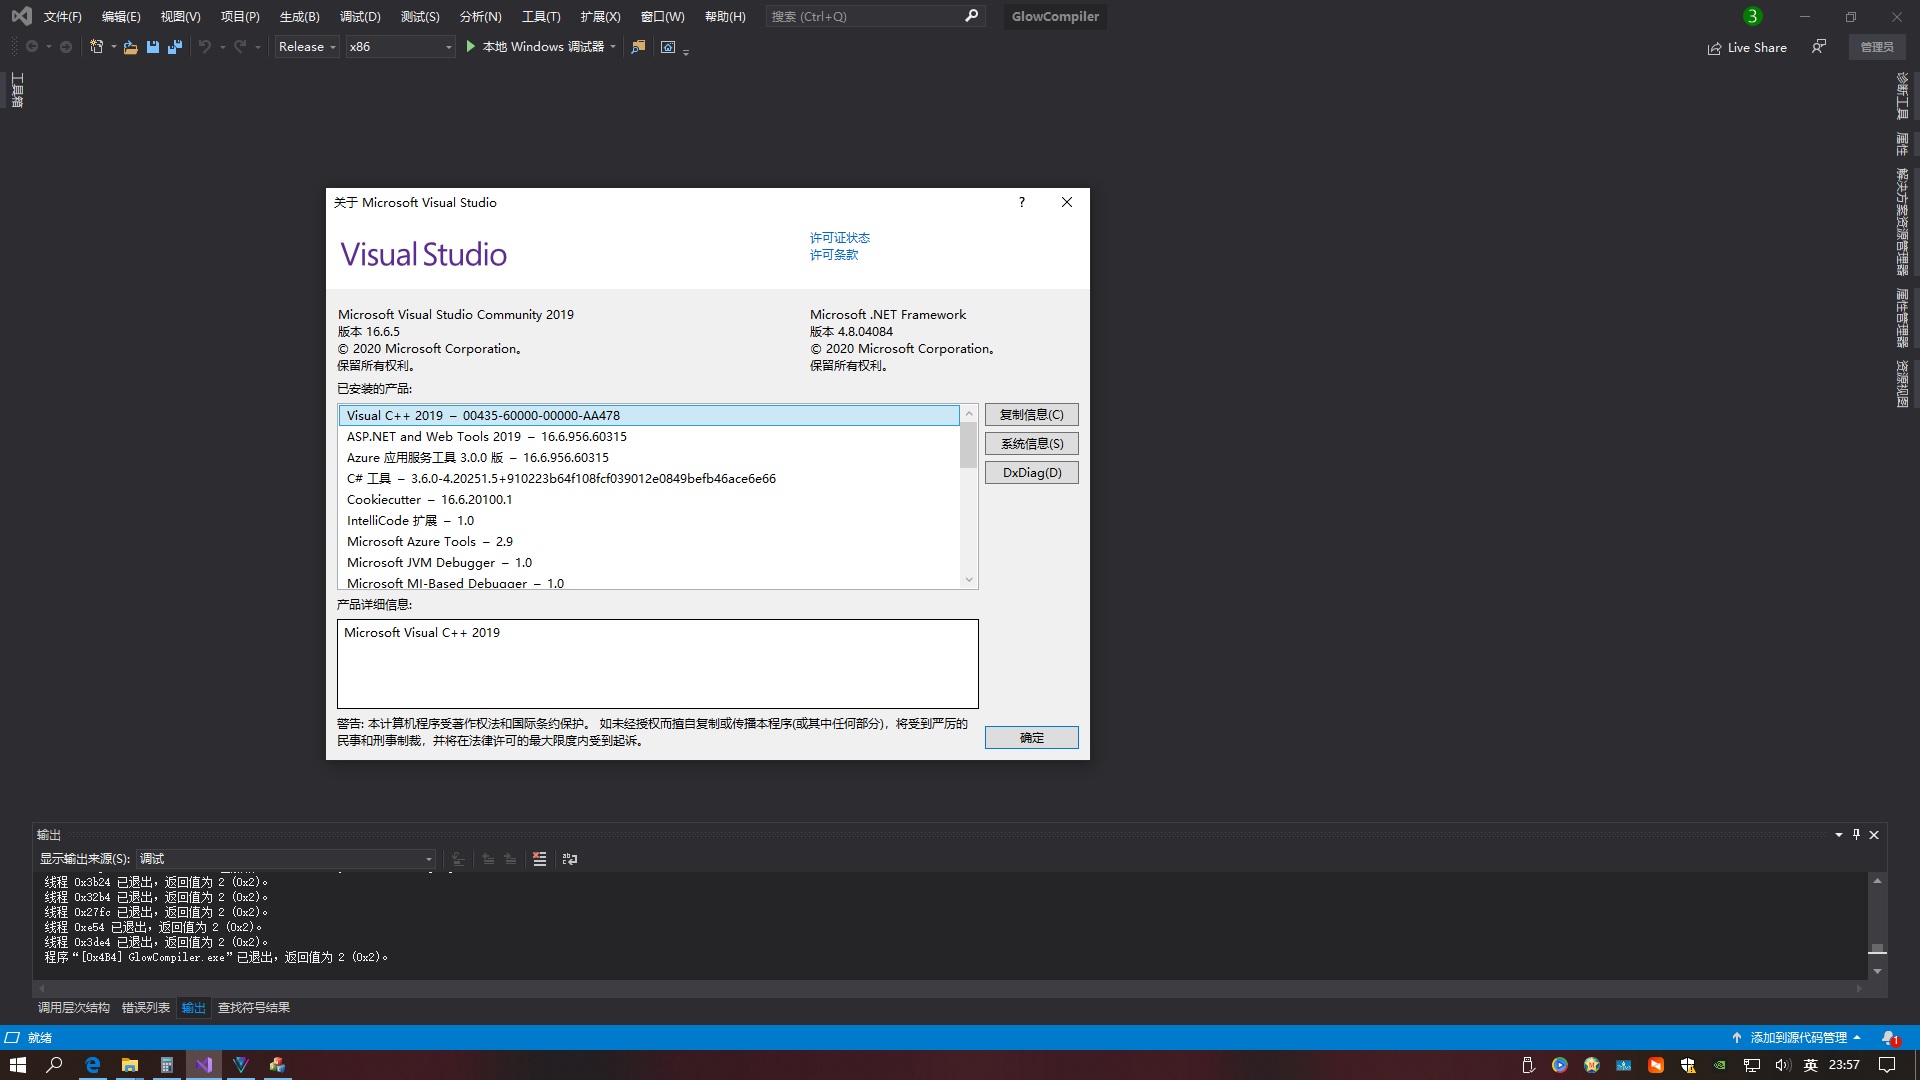 文件(F) 编辑(E) 视图(V) 项目(P) 生成(B) 调试(D) 测试(S) 分析(N) 工具(T) 扩展(X) 窗口(W) 帮助(H) 搜索 (Ctrl+Q) GlowCompiler 3
Release x86 本地 Windows 调试器 Live Share 管理员
工具箱
诊断工具
属性
解决方案资源管理器
属性管理器
资源视图
关于 Microsoft Visual Studio ?
Visual Studio
许可证状态
许可条款
Microsoft Visual Studio Community 2019
版本 16.6.5
© 2020 Microsoft Corporation。
保留所有权利。
Microsoft .NET Framework
版本 4.8.04084
© 2020 Microsoft Corporation。
保留所有权利。
已安装的产品:
Visual C++ 2019 – 00435-60000-00000-AA478
ASP.NET and Web Tools 2019 – 16.6.956.60315
Azure 应用服务工具 3.0.0 版 – 16.6.956.60315
C# 工具 – 3.6.0-4.20251.5+910223b64f108fcf039012e0849befb46ace6e66
Cookiecutter – 16.6.20100.1
IntelliCode 扩展 – 1.0
Microsoft Azure Tools – 2.9
Microsoft JVM Debugger – 1.0
Microsoft MI-Based Debugger – 1.0
复制信息(C)
系统信息(S)
DxDiag(D)
产品详细信息:
Microsoft Visual C++ 2019
警告: 本计算机程序受著作权法和国际条约保护。 如未经授权而擅自复制或传播本程序(或其中任何部分)，将受到严厉的
民事和刑事制裁，并将在法律许可的最大限度内受到起诉。
确定
输出
显示输出来源(S): 调试
线程 0x3b24 已退出，返回值为 2 (0x2)。
线程 0x32b4 已退出，返回值为 2 (0x2)。
线程 0x27fc 已退出，返回值为 2 (0x2)。
线程 0xe54 已退出，返回值为 2 (0x2)。
线程 0x3de4 已退出，返回值为 2 (0x2)。
程序“[0x4B4] GlowCompiler.exe”已退出，返回值为 2 (0x2)。
调用层次结构 错误列表 输出 查找符号结果
就绪 添加到源代码管理 1
英 23:57